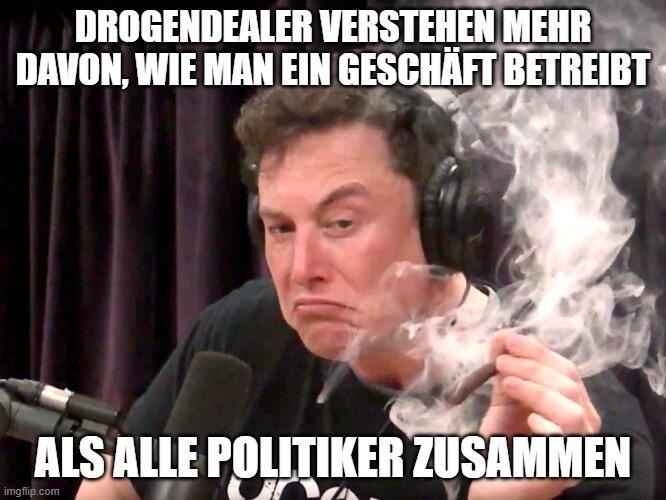 DROGENDEALER VERSTEHEN MEHR
DAVON, WIE MAN EIN GESCHÄFT BETREIBT
ALS ALLE POLITIKER ZUSAMMEN
imgflip.com